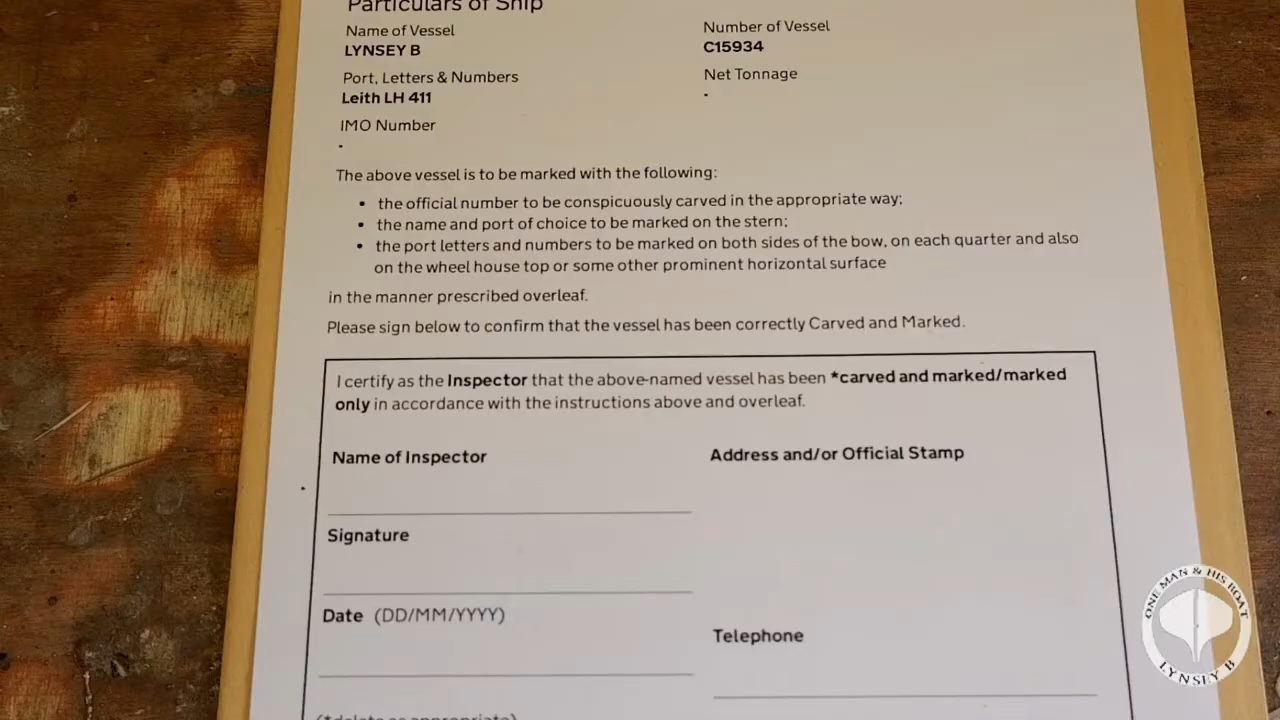 Particulars of Ship
Name of Vessel
LYNSEY B
Number of Vessel
C15934
Port, Letters & Numbers
Leith LH 411
Net Tonnage
-
IMO Number
-
The above vessel is to be marked with the following:
• the official number to be conspicuously carved in the appropriate way;
• the name and port of choice to be marked on the stern;
• the port letters and numbers to be marked on both sides of the bow, on each quarter and also
on the wheel house top or some other prominent horizontal surface
in the manner prescribed overleaf.
Please sign below to confirm that the vessel has been correctly Carved and Marked.
I certify as the Inspector that the above-named vessel has been *carved and marked/marked
only in accordance with the instructions above and overleaf.
Name of Inspector
Address and/or Official Stamp
Signature
Date (DD/MM/YYYY)
Telephone
(*delete as appropriate)
ONE MAN & HIS BOAT
LYNSEY B